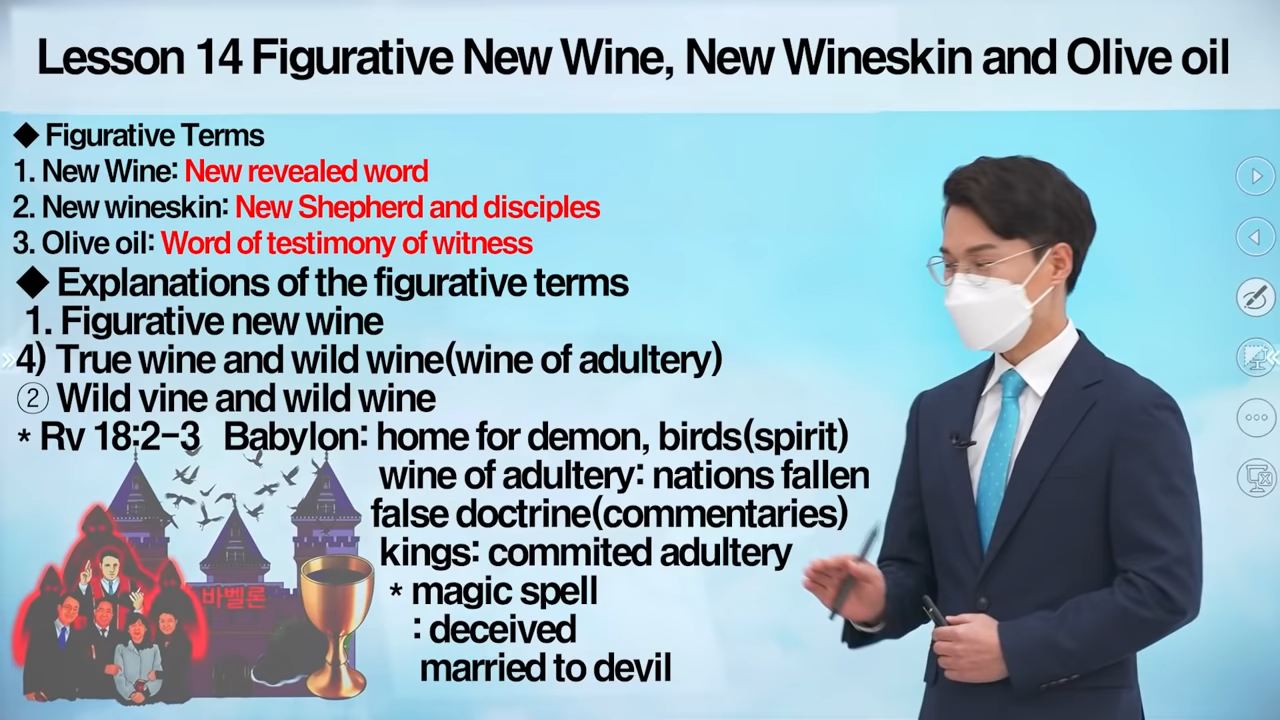 Lesson 14 Figurative New Wine, New Wineskin and Olive oil
◆ Figurative Terms
1. New Wine: New revealed word
2. New wineskin: New Shepherd and disciples
3. Olive oil: Word of testimony of witness
◆ Explanations of the figurative terms
1. Figurative new wine
4) True wine and wild wine(wine of adultery)
② Wild vine and wild wine
* Rv 18:2-3 Babylon: home for demon, birds(spirit)
wine of adultery: nations fallen
false doctrine(commentaries)
kings: commited adultery
* magic spell
: deceived
married to devil
바벨론